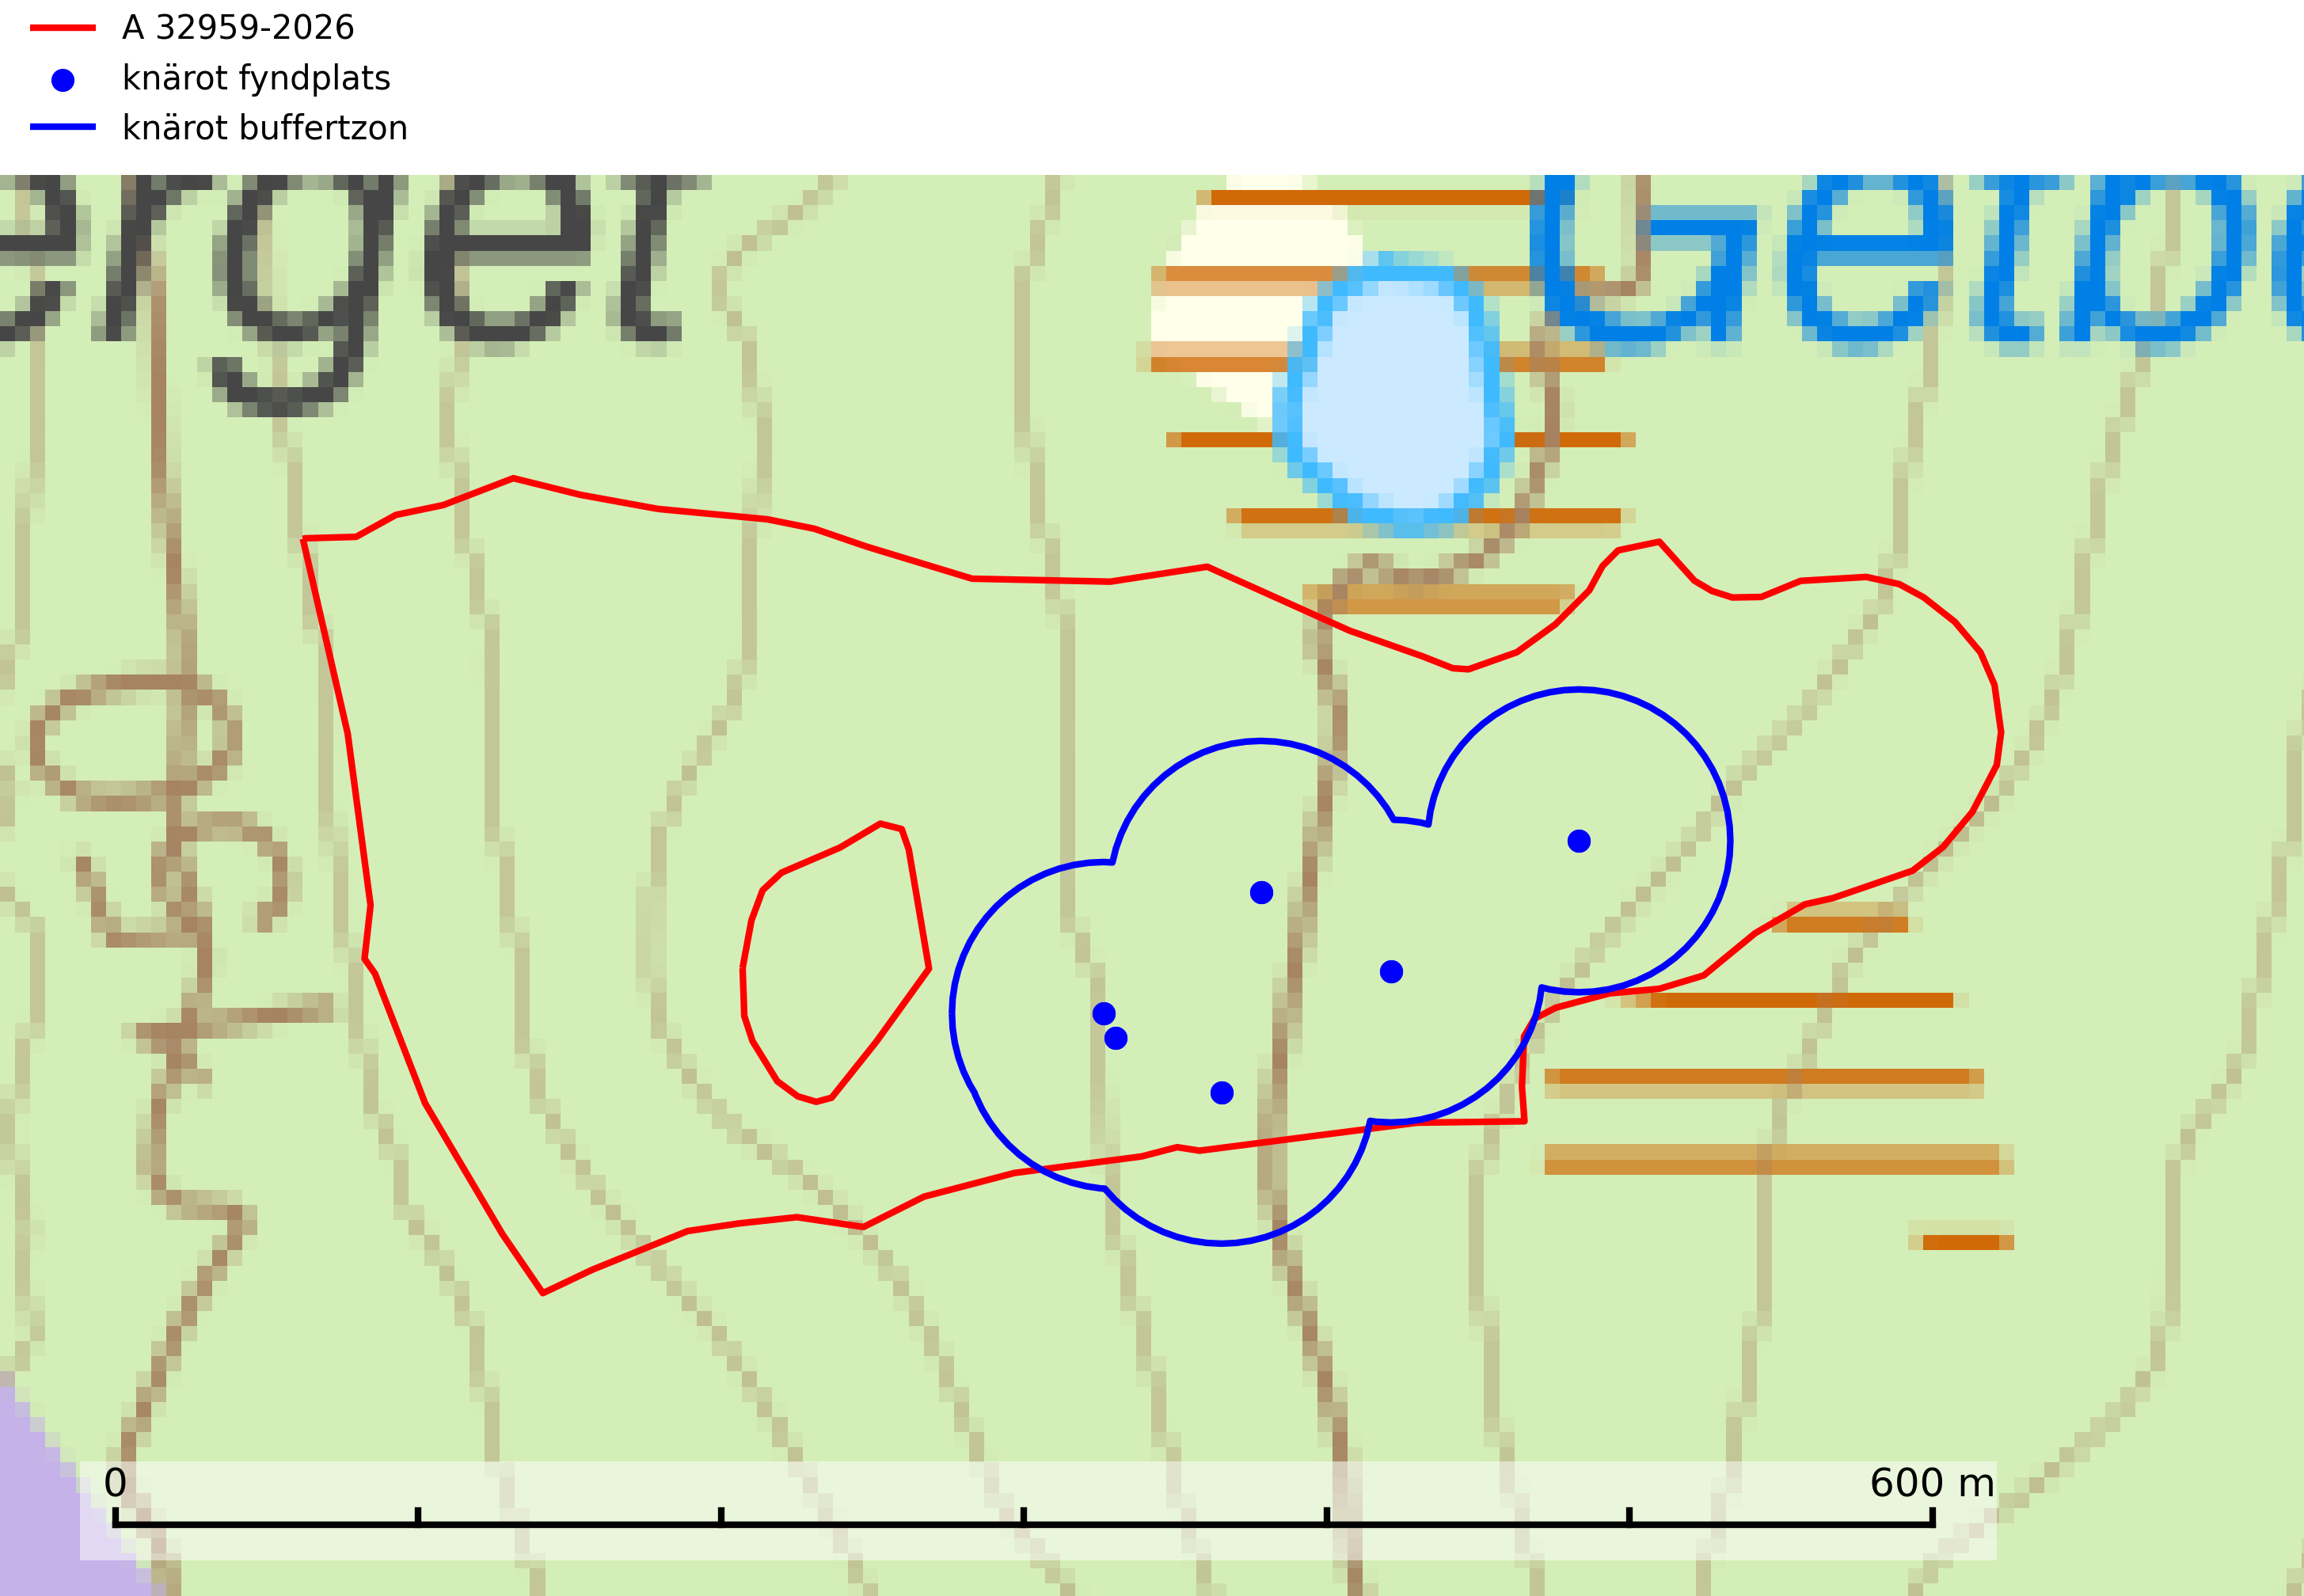 A 32959-2026
knärot fyndplats
knärot buffertzon
0
600 m